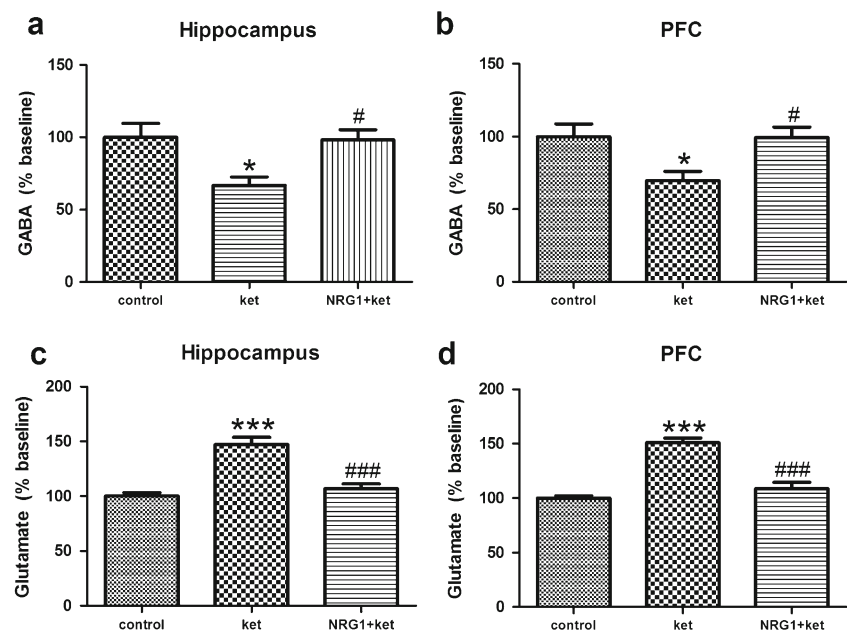 a
Hippocampus
GABA (% baseline)
150
100
50
0
*
#
control
ket
NRG1+ket
b
PFC
GABA (% baseline)
150
100
50
0
*
#
control
ket
NRG1+ket
c
Hippocampus
Glutamate (% baseline)
200
150
100
50
0
***
###
control
ket
NRG1+ket
d
PFC
Glutamate (% baseline)
200
150
100
50
0
***
###
control
ket
NRG1+ket